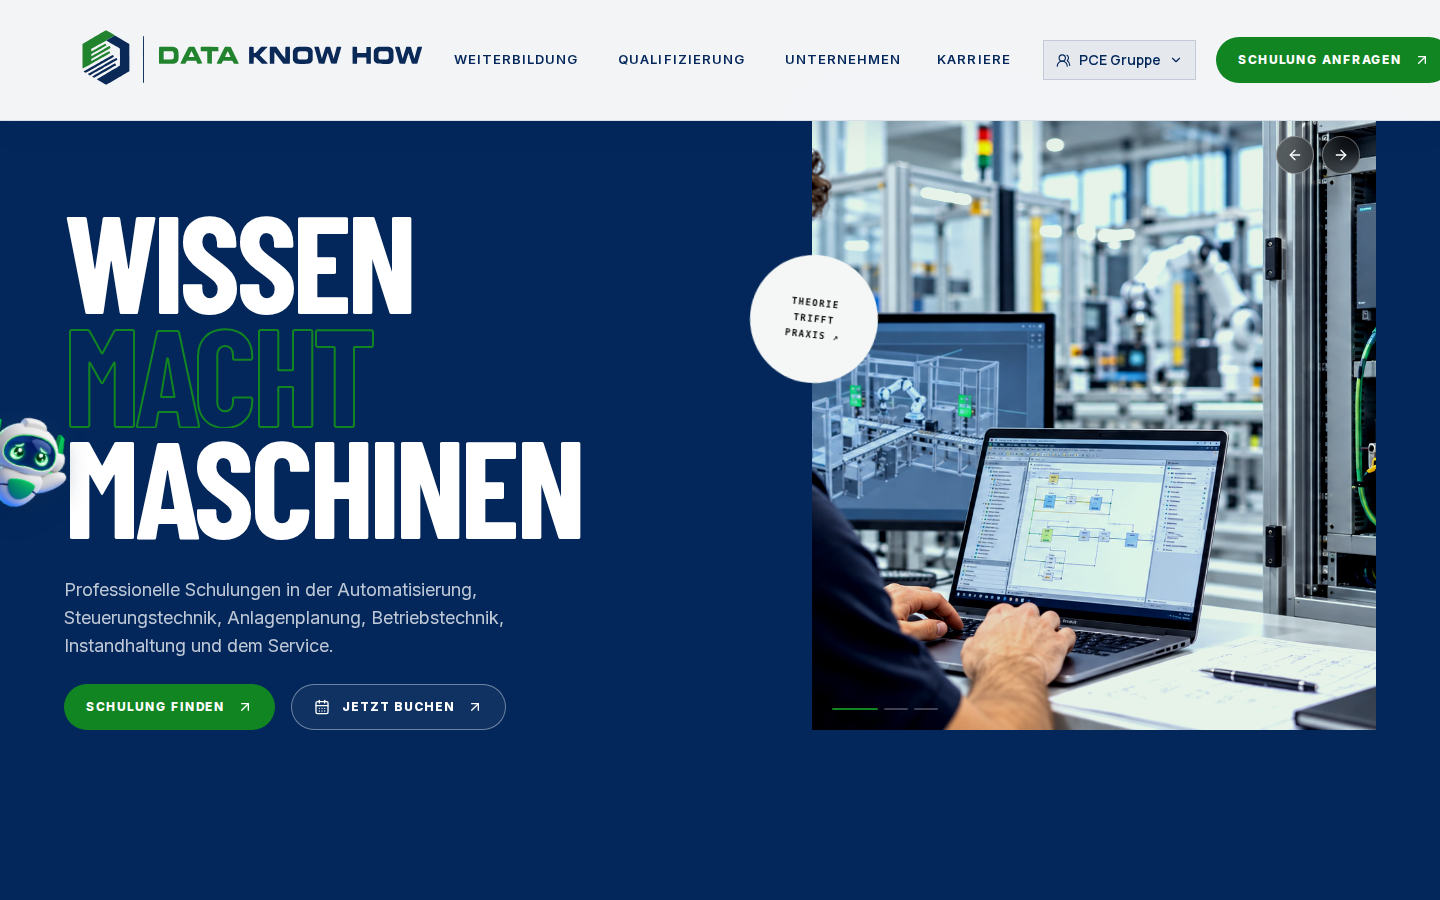 DATA KNOW HOW
WEITERBILDUNG
QUALIFIZIERUNG
UNTERNEHMEN
KARRIERE
PCE Gruppe
SCHULUNG ANFRAGEN
WISSEN
MACHT
MASCHINEN
THEORIE
TRIFFT
PRAXIS ↗
Professionelle Schulungen in der Automatisierung,
Steuerungstechnik, Anlagenplanung, Betriebstechnik,
Instandhaltung und dem Service.
SCHULUNG FINDEN
JETZT BUCHEN